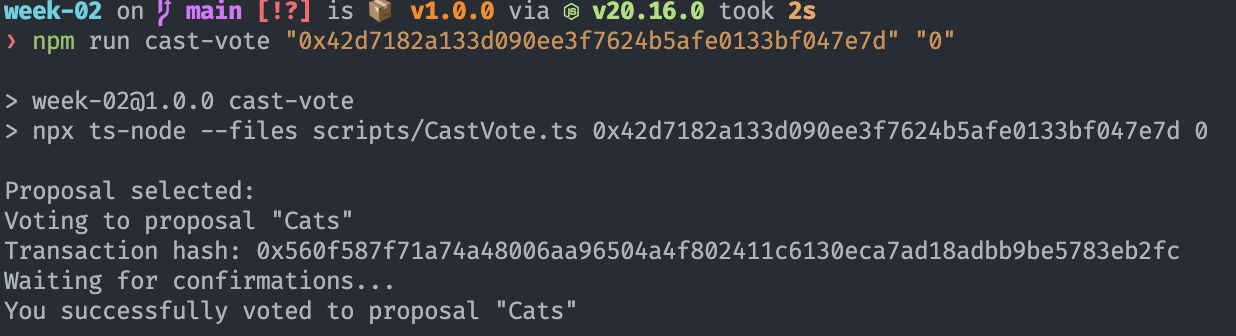 week-02 on main [!?] is 📦 v1.0.0 via v20.16.0 took 2s
❯ npm run cast-vote "0x42d7182a133d090ee3f7624b5afe0133bf047e7d" "0"
> week-02@1.0.0 cast-vote
> npx ts-node --files scripts/CastVote.ts 0x42d7182a133d090ee3f7624b5afe0133bf047e7d 0
Proposal selected:
Voting to proposal "Cats"
Transaction hash: 0x560f587f71a74a48006aa96504a4f802411c6130eca7ad18adbb9be5783eb2fc
Waiting for confirmations...
You successfully voted to proposal "Cats"